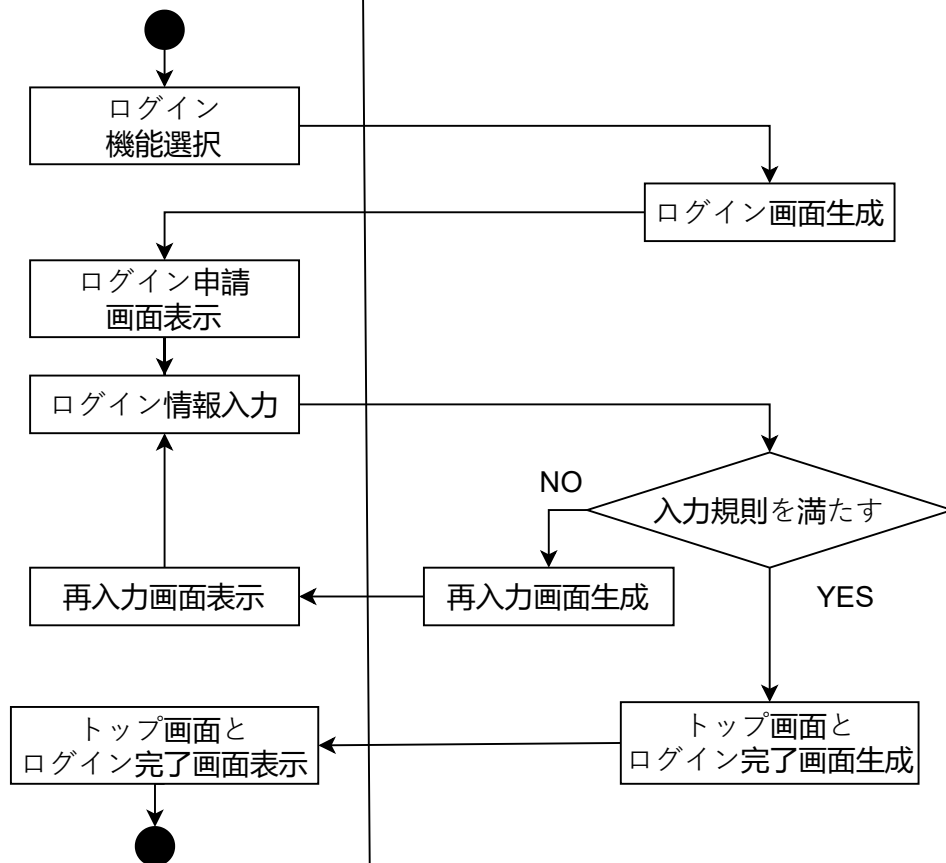 ログイン
機能選択
ログイン画面生成
ログイン申請
画面表示
ログイン情報入力
NO
入力規則を満たす
再入力画面表示
再入力画面生成
YES
トップ画面と
ログイン完了画面表示
トップ画面と
ログイン完了画面生成